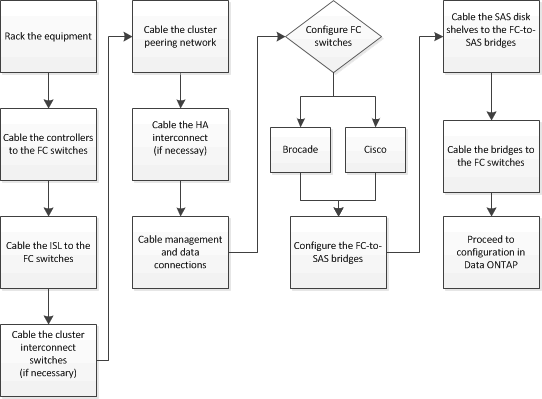 Rack the equipment
Cable the controllers
to the FC switches
Cable the ISL to the
FC switches
Cable the cluster
interconnect
switches
(if necessary)
Cable the cluster
peering network
Cable the HA
interconnect
(if necessay)
Cable management
and data
connections
Configure FC
switches
Brocade
Cisco
Configure the FC-to-
SAS bridges
Cable the SAS disk
shelves to the FC-to-
SAS bridges
Cable the bridges to
the FC switches
Proceed to
configuration in
Data ONTAP